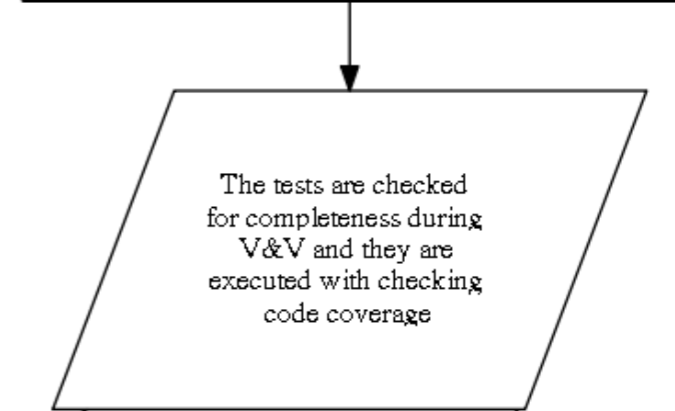 The tests are checked
for completeness during
V&V and they are
executed with checking
code coverage